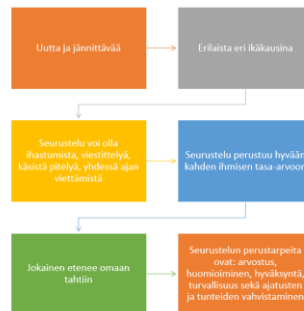 Uutta ja jännittävää
Erilaista eri ikäkausina
Seurustelu voi olla
ihastumista, viestittelyä,
käsistä pitelyä, yhdessä ajan
viettämistä
Seurustelu perustuu hyvään
kahden ihmisen tasa-arvoon
Jokainen etenee omaan
tahtiin
Seurustelun perustarpeita
ovat: arvostus,
huomioiminen, hyväksyntä,
turvallisuus sekä ajatusten
ja tunteiden vahvistaminen